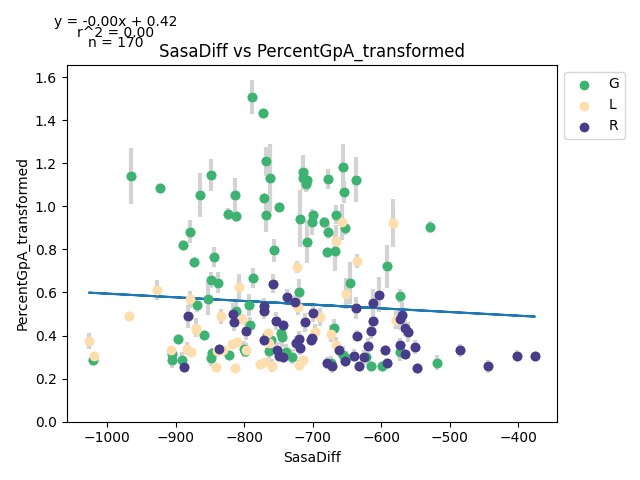 y = -0.00x + 0.42
r^2 = 0.00
n = 170
SasaDiff vs PercentGpA_transformed
G
L
R
PercentGpA_transformed
1.6
1.4
1.2
1.0
0.8
0.6
0.4
0.2
0.0
−1000 −900 −800 −700 −600 −500 −400
SasaDiff